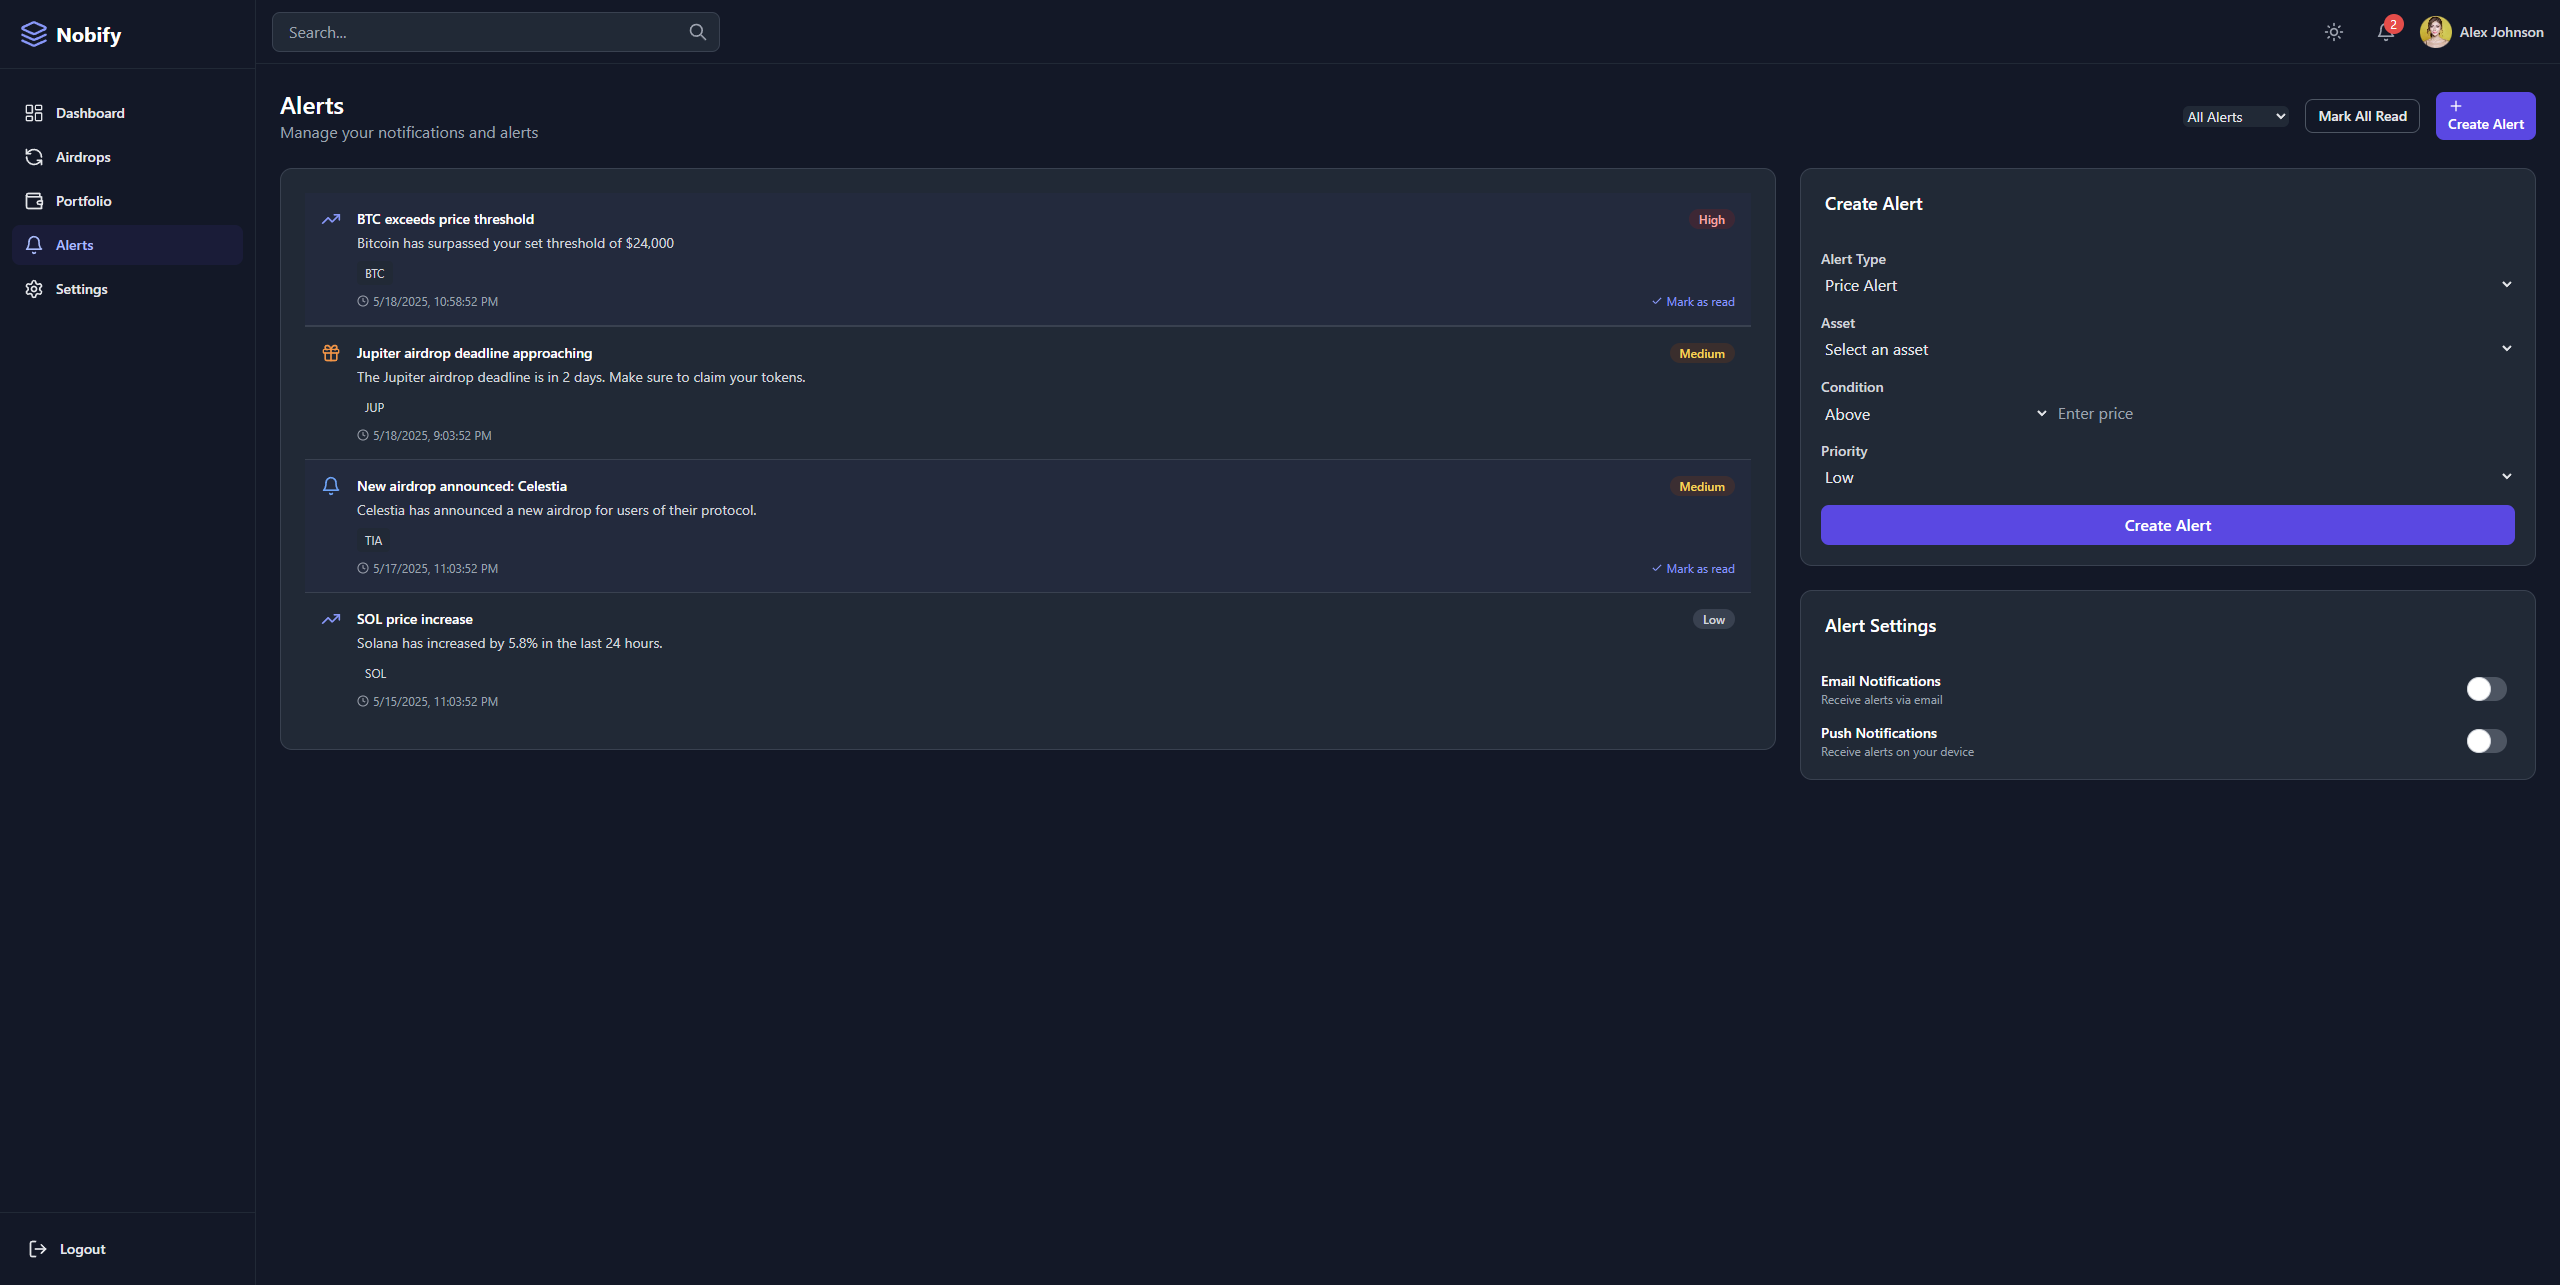 Nobify
Search...
2
Alex Johnson
Dashboard
Airdrops
Portfolio
Alerts
Settings
Logout
Alerts
Manage your notifications and alerts
All Alerts
Mark All Read
Create Alert
BTC exceeds price threshold
High
Bitcoin has surpassed your set threshold of $24,000
BTC
5/18/2025, 10:58:52 PM
Mark as read
Jupiter airdrop deadline approaching
Medium
The Jupiter airdrop deadline is in 2 days. Make sure to claim your tokens.
JUP
5/18/2025, 9:03:52 PM
New airdrop announced: Celestia
Medium
Celestia has announced a new airdrop for users of their protocol.
TIA
5/17/2025, 11:03:52 PM
Mark as read
SOL price increase
Low
Solana has increased by 5.8% in the last 24 hours.
SOL
5/15/2025, 11:03:52 PM
Create Alert
Alert Type
Price Alert
Asset
Select an asset
Condition
Above
Enter price
Priority
Low
Create Alert
Alert Settings
Email Notifications
Receive alerts via email
Push Notifications
Receive alerts on your device